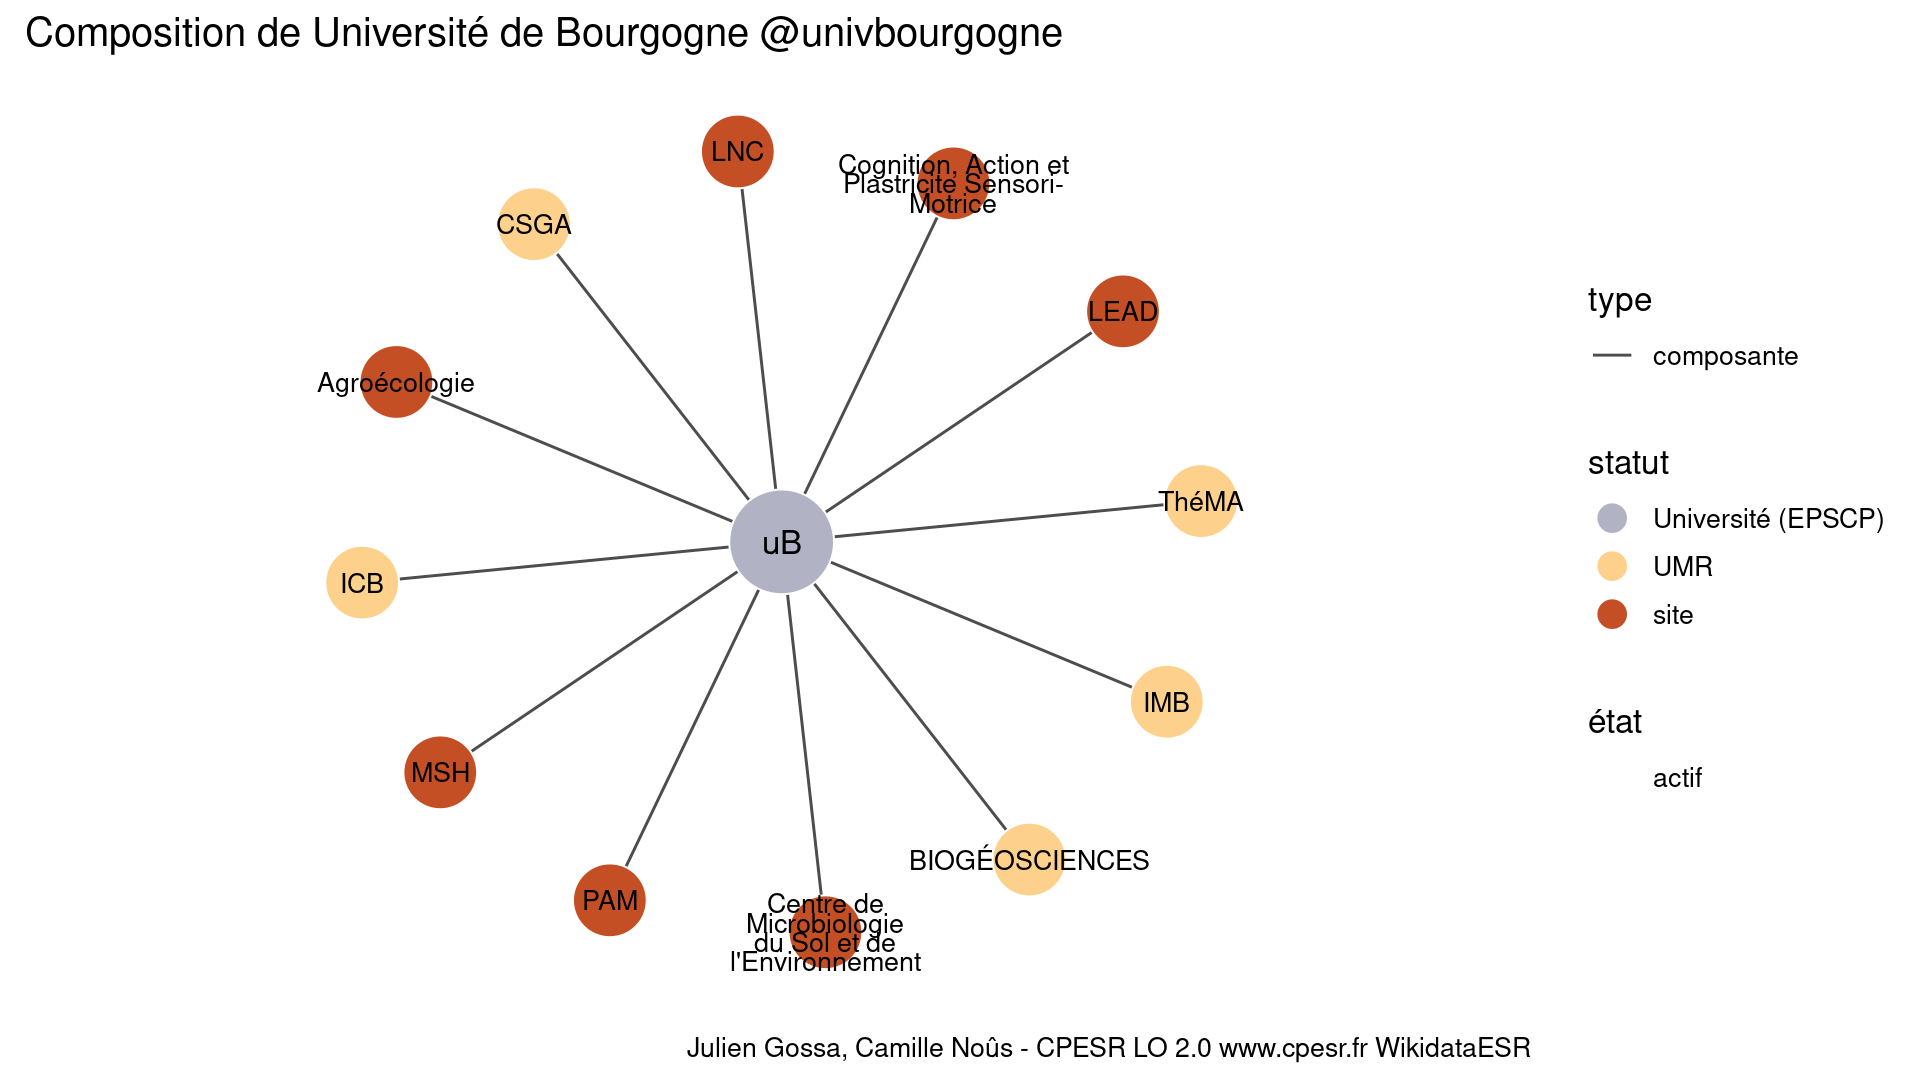 Composition de Université de Bourgogne @univbourgogne
LNC
Cognition, Action et
Plastricité Sensori-
Motrice
CSGA
LEAD
Agroécologie
ThéMA
uB
ICB
IMB
MSH
BIOGÉOSCIENCES
PAM
Centre de
Microbiologie
du Sol et de
l'Environnement
type
composante
statut
Université (EPSCP)
UMR
site
état
actif
Julien Gossa, Camille Noûs - CPESR LO 2.0 www.cpesr.fr WikidataESR